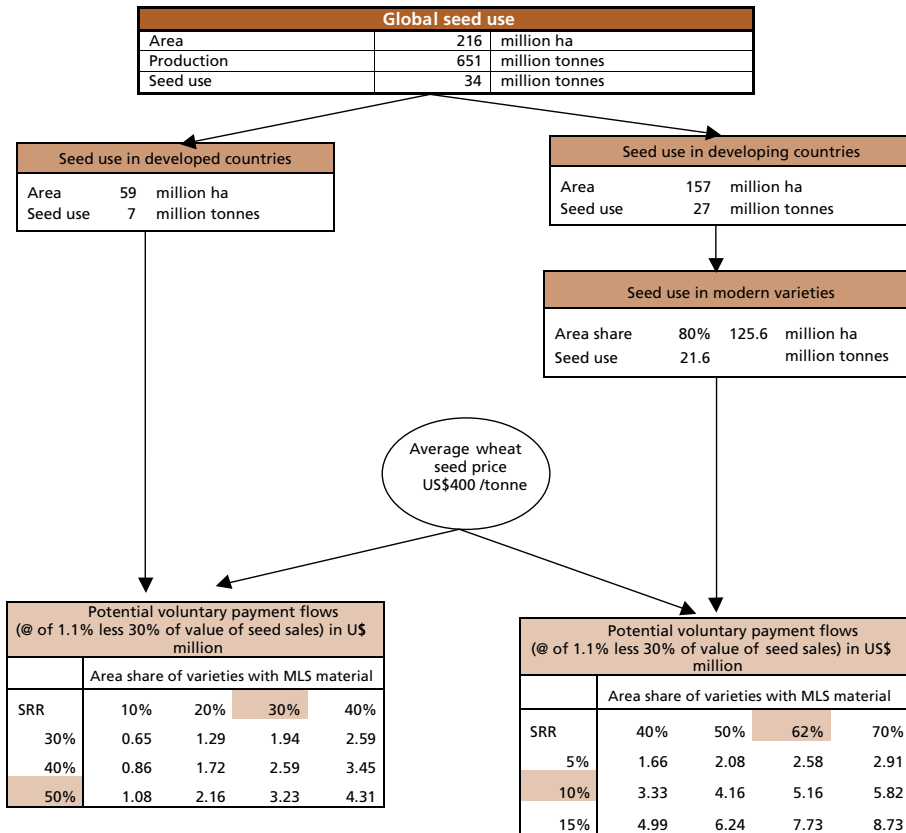 Global seed use
Area 216 million ha
Production 651 million tonnes
Seed use 34 million tonnes
Seed use in developed countries
Area 59 million ha
Seed use 7 million tonnes
Seed use in developing countries
Area 157 million ha
Seed use 27 million tonnes
Seed use in modern varieties
Area share 80% 125.6 million ha
Seed use 21.6 million tonnes
Average wheat
seed price
US$400 /tonne
Potential voluntary payment flows
(@ of 1.1% less 30% of value of seed sales) in U$
million
Area share of varieties with MLS material
SRR 10% 20% 30% 40%
30% 0.65 1.29 1.94 2.59
40% 0.86 1.72 2.59 3.45
50% 1.08 2.16 3.23 4.31
Potential voluntary payment flows
(@ of 1.1% less 30% of value of seed sales) in US$
million
Area share of varieties with MLS material
SRR 40% 50% 62% 70%
5% 1.66 2.08 2.58 2.91
10% 3.33 4.16 5.16 5.82
15% 4.99 6.24 7.73 8.73